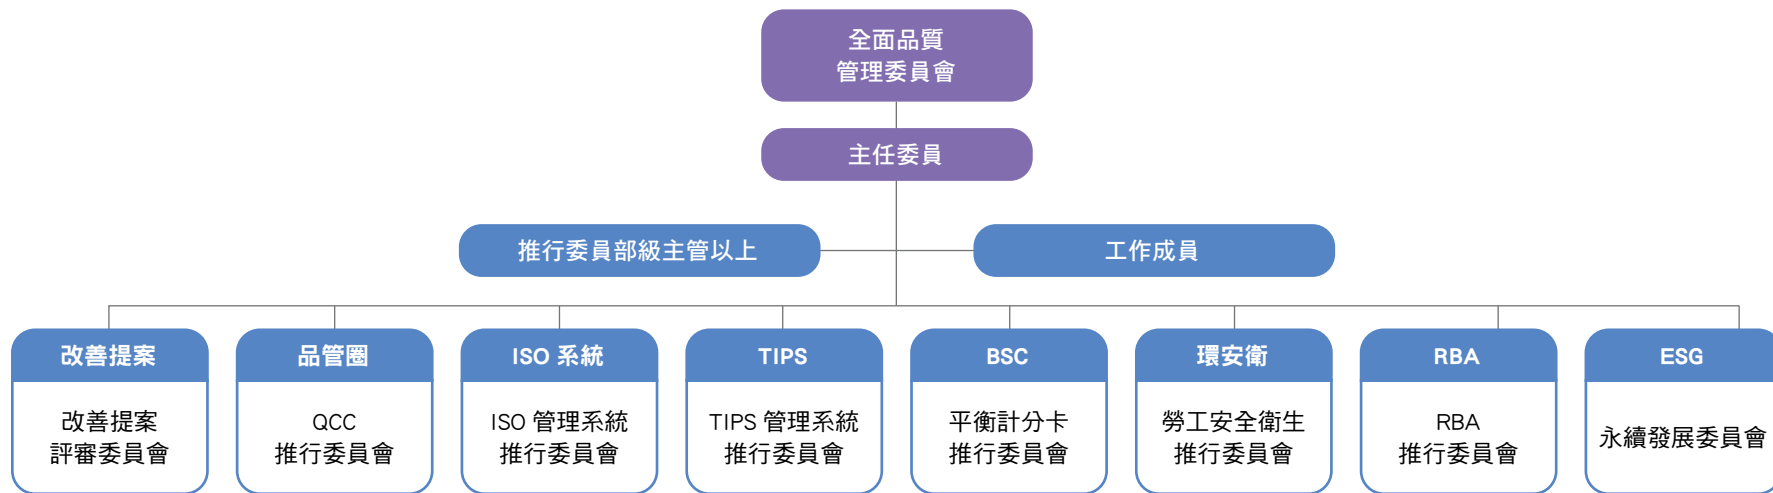 全面品質
管理委員會
主任委員
推行委員部級主管以上
工作成員
改善提案
改善提案
評審委員會
品管圈
QCC
推行委員會
ISO 系統
ISO 管理系統
推行委員會
TIPS
TIPS 管理系統
推行委員會
BSC
平衡計分卡
推行委員會
環安衛
勞工安全衛生
推行委員會
RBA
RBA
推行委員會
ESG
永續發展委員會